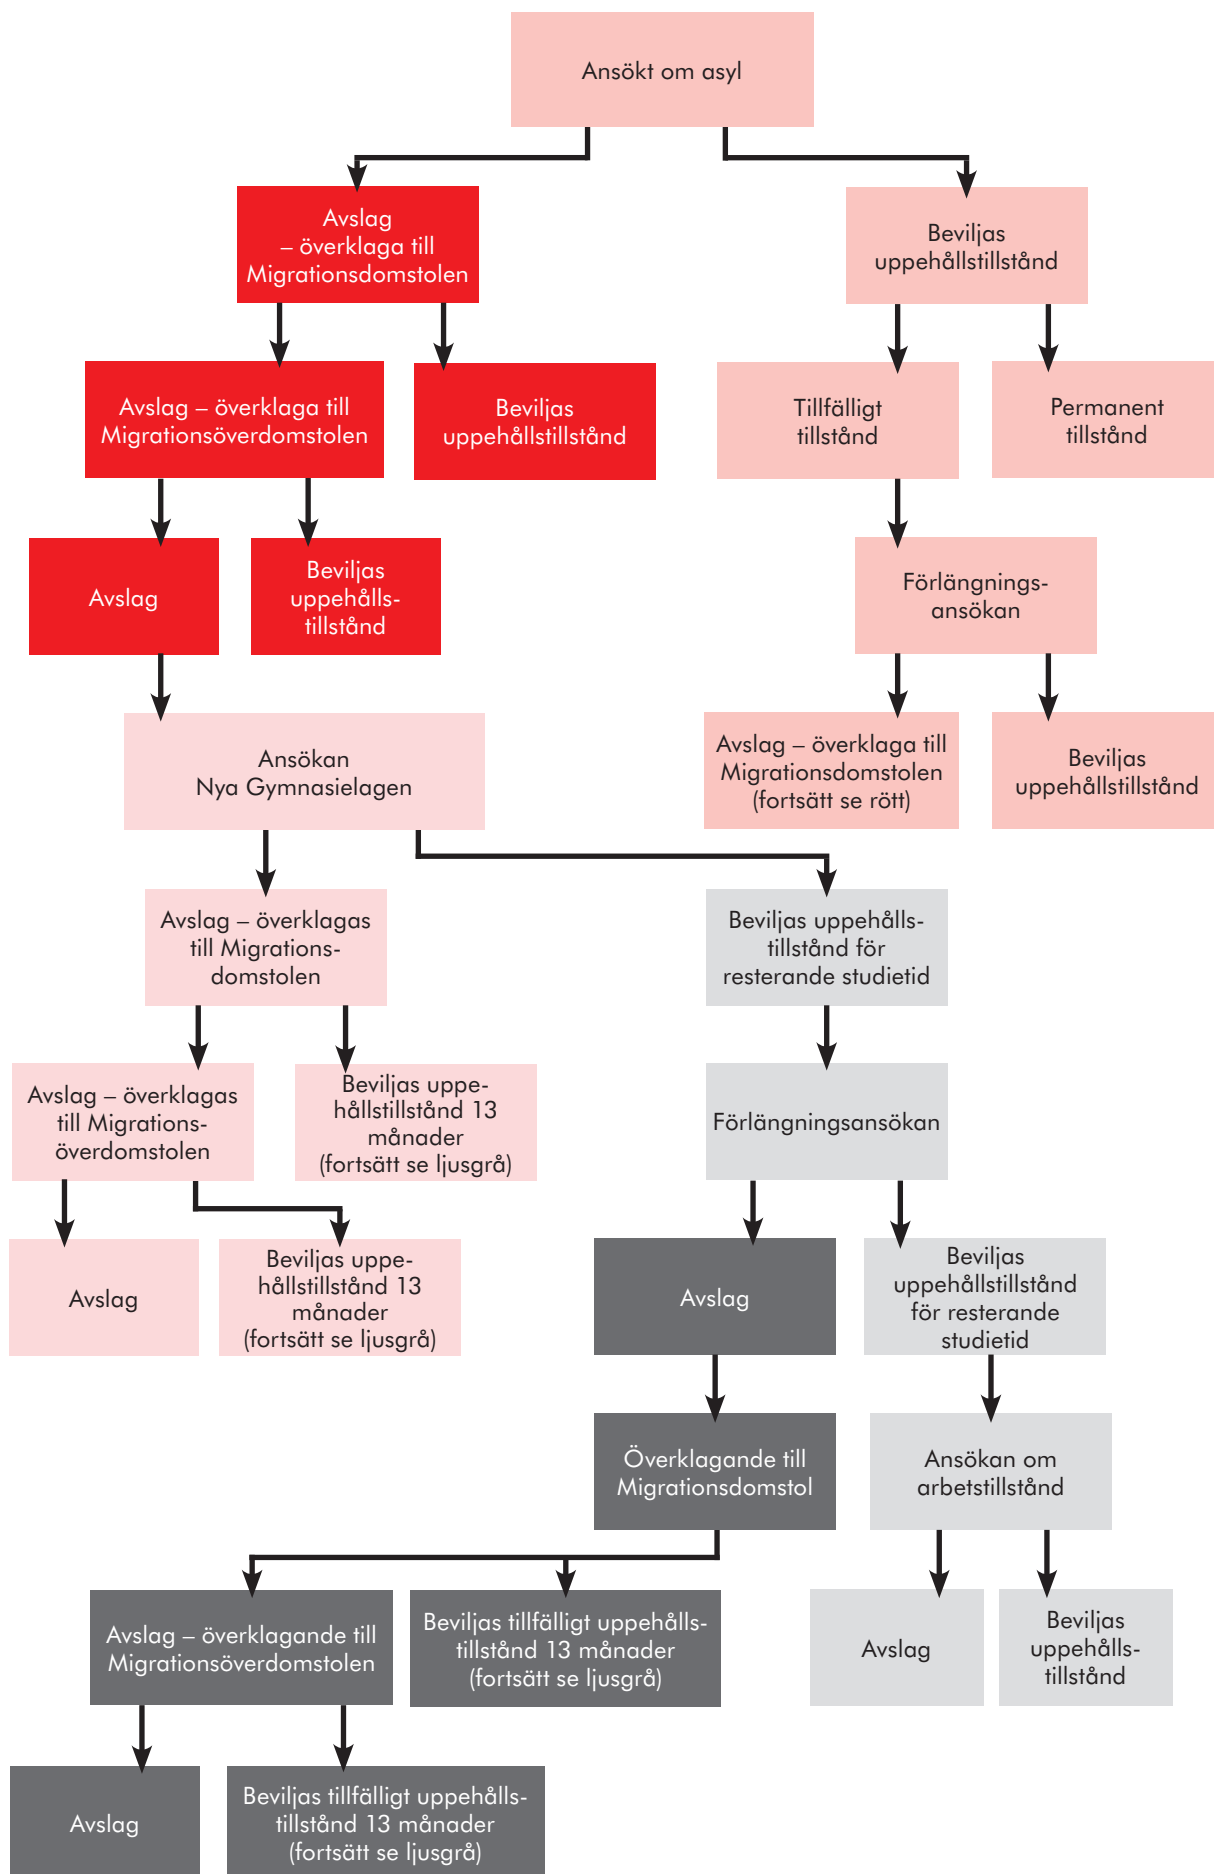 Ansökt om asyl
Avslag
– överklaga till
Migrationsdomstolen
Beviljas
uppehållstillstånd
Avslag – överklaga till
Migrationsöverdomstolen
Beviljas
uppehållstillstånd
Tillfälligt
tillstånd
Permanent
tillstånd
Avslag
Beviljas
uppehålls-
tillstånd
Förlängnings-
ansökan
Ansökan
Nya Gymnasielagen
Avslag – överklaga till
Migrationsdomstolen
(fortsätt se rött)
Beviljas
uppehållstillstånd
Avslag – överklagas
till Migrations-
domstolen
Beviljas uppehålls-
tillstånd för
resterande studietid
Avslag – överklagas
till Migrations-
överdomstolen
Beviljas uppe-
hållstillstånd 13
månader
(fortsätt se ljusgrå)
Förlängningsansökan
Avslag
Beviljas uppe-
hållstillstånd 13
månader
(fortsätt se ljusgrå)
Avslag
Beviljas
uppehållstillstånd
för resterande
studietid
Överklagande till
Migrationsdomstol
Ansökan om
arbetstillstånd
Avslag – överklagande till
Migrationsöverdomstolen
Beviljas tillfälligt uppehålls-
tillstånd 13 månader
(fortsätt se ljusgrå)
Avslag
Beviljas
uppehålls-
tillstånd
Avslag
Beviljas tillfälligt uppehålls-
tillstånd 13 månader
(fortsätt se ljusgrå)